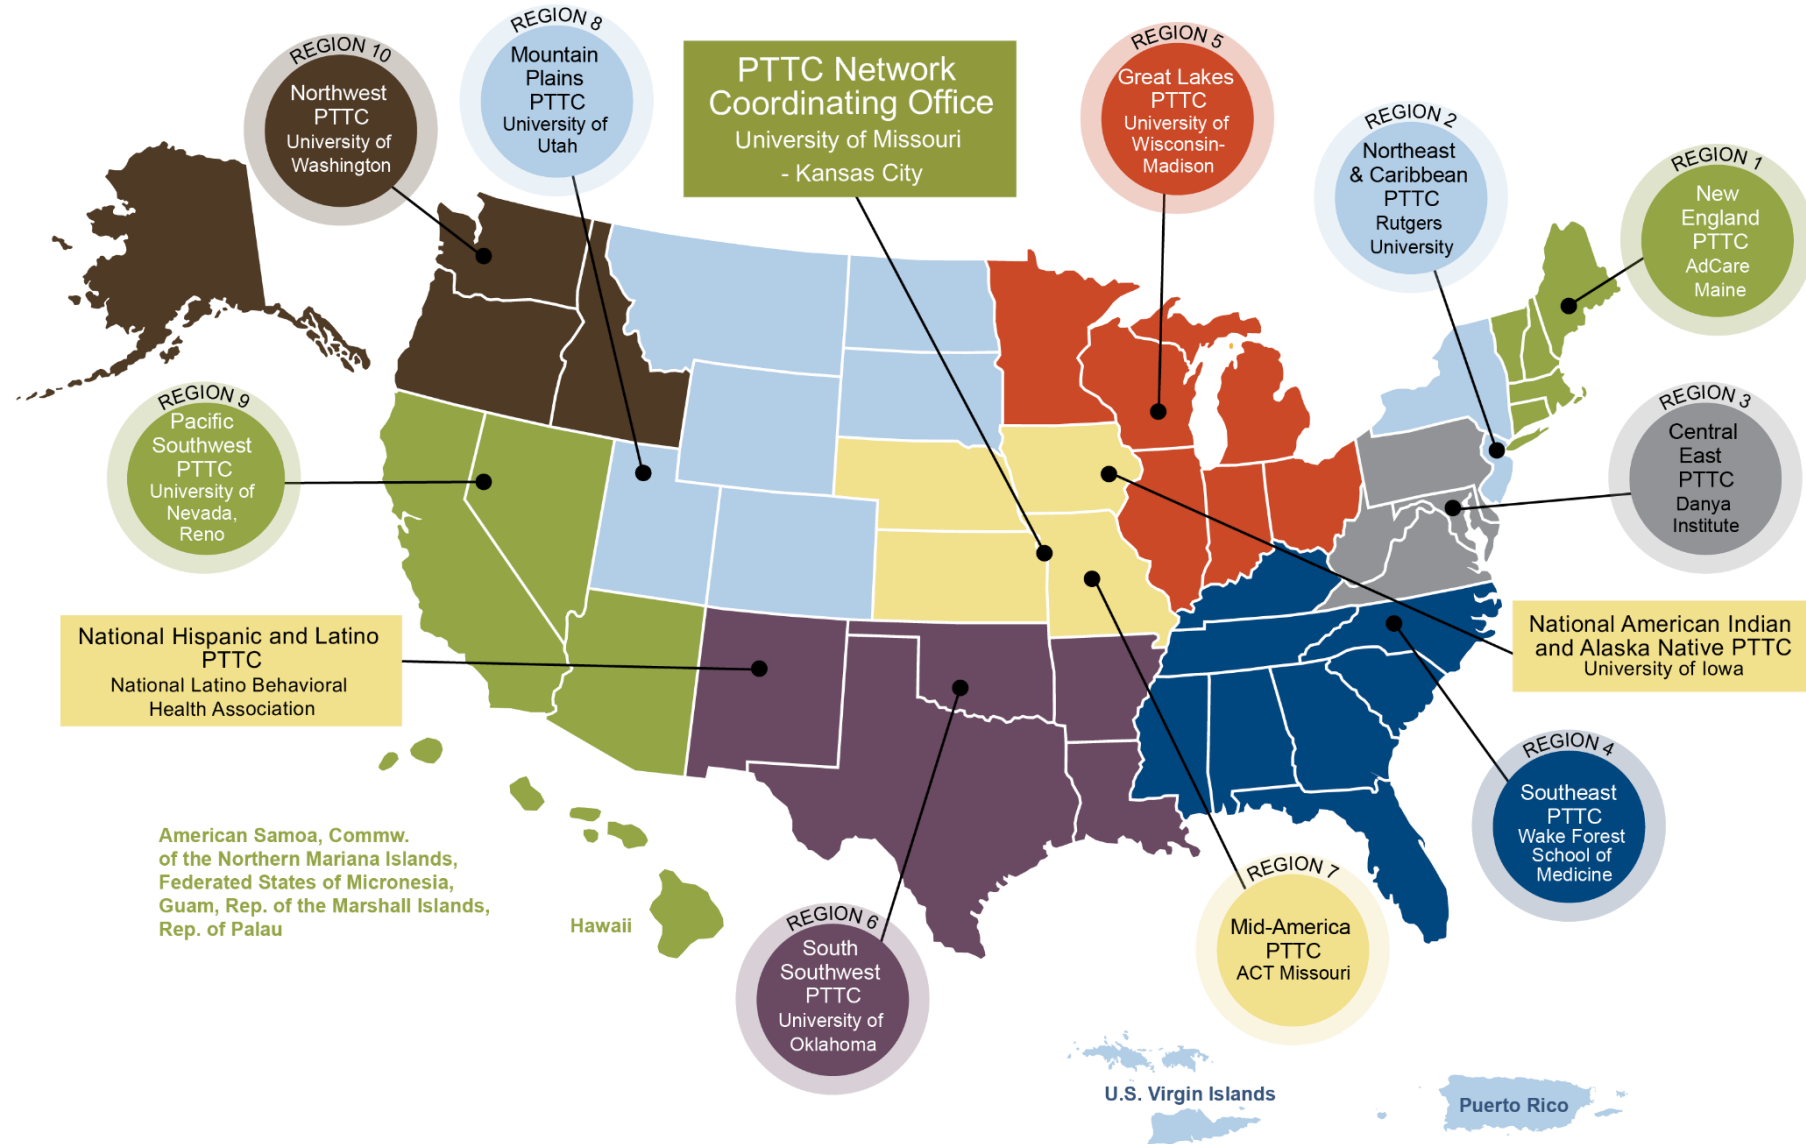 REGION 10
Northwest
PTTC
University of
Washington
REGION 8
Mountain
Plains
PTTC
University of
Utah
PTTC Network
Coordinating Office
University of Missouri
- Kansas City
REGION 5
Great Lakes
PTTC
University of
Wisconsin-
Madison
REGION 2
Northeast
& Caribbean
PTTC
Rutgers
University
REGION 1
New
England
PTTC
AdCare
Maine
REGION 9
Pacific
Southwest
PTTC
University of
Nevada,
Reno
REGION 3
Central
East
PTTC
Danya
Institute
National Hispanic and Latino
PTTC
National Latino Behavioral
Health Association
National American Indian
and Alaska Native PTTC
University of Iowa
REGION 4
Southeast
PTTC
Wake Forest
School of
Medicine
American Samoa, Commw.
of the Northern Mariana Islands,
Federated States of Micronesia,
Guam, Rep. of the Marshall Islands,
Rep. of Palau
Hawaii
REGION 6
South
Southwest
PTTC
University of
Oklahoma
REGION 7
Mid-America
PTTC
ACT Missouri
U.S. Virgin Islands
Puerto Rico